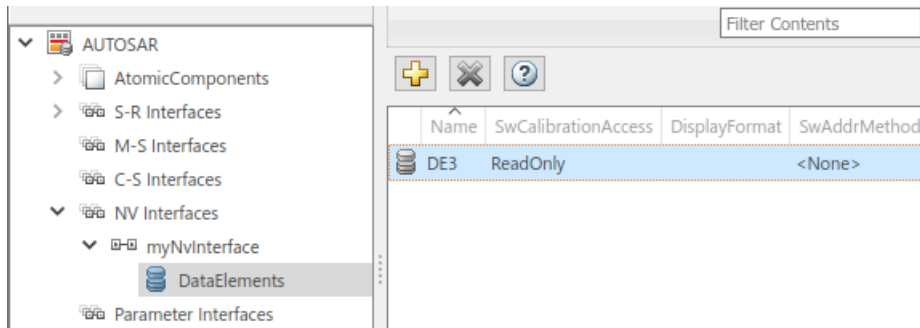 Filter Contents
AUTOSAR
AtomicComponents
S-R Interfaces
M-S Interfaces
C-S Interfaces
NV Interfaces
myNvInterface
DataElements
Parameter Interfaces
Name SwCalibrationAccess DisplayFormat SwAddrMethod
DE3 ReadOnly <None>